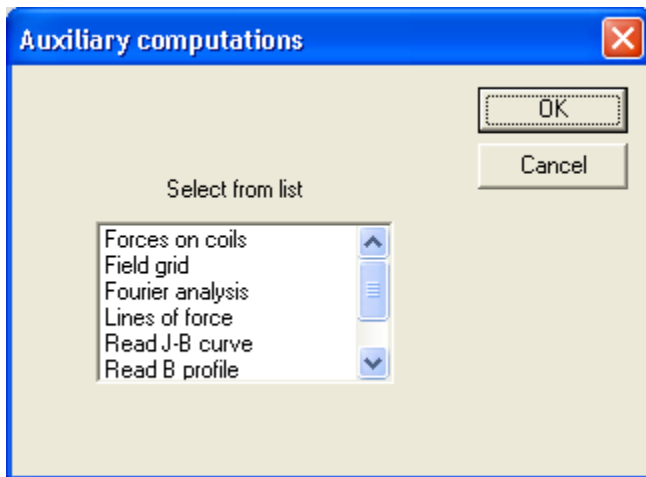 Auxiliary computations
OK
Cancel
Select from list
Forces on coils
Field grid
Fourier analysis
Lines of force
Read J-B curve
Read B profile